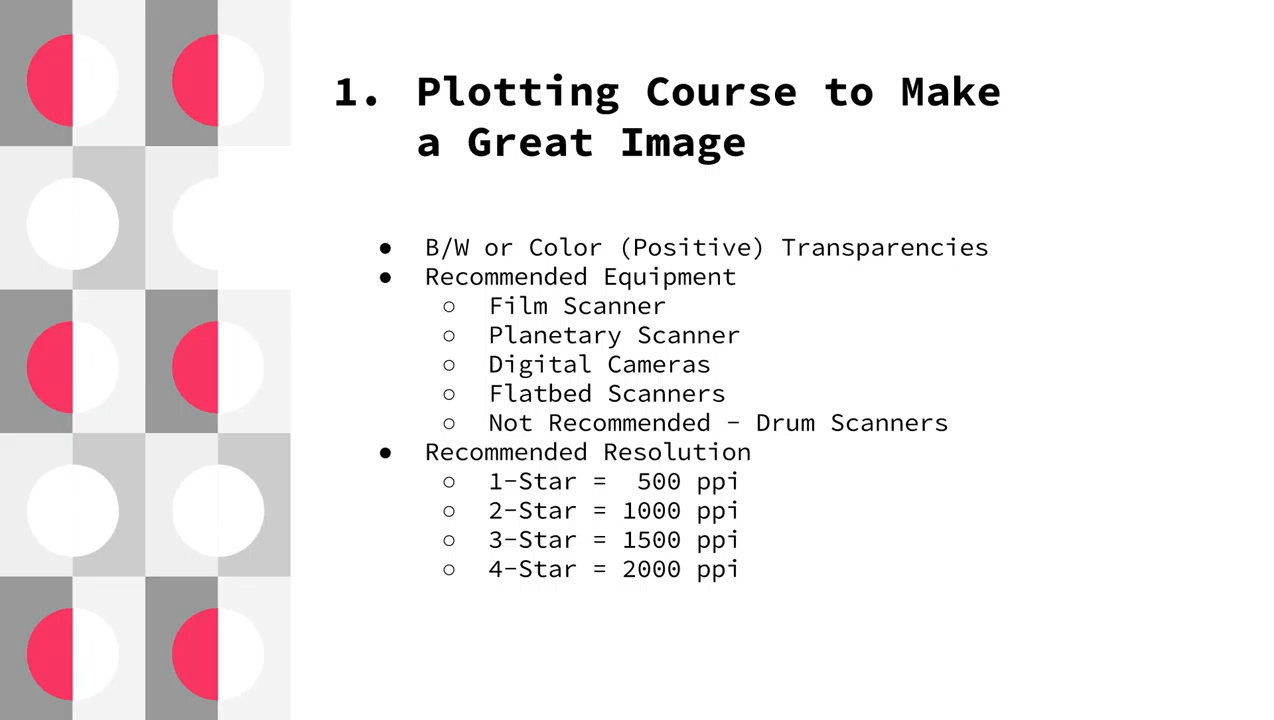 1. Plotting Course to Make
a Great Image
● B/W or Color (Positive) Transparencies
● Recommended Equipment
○ Film Scanner
○ Planetary Scanner
○ Digital Cameras
○ Flatbed Scanners
○ Not Recommended – Drum Scanners
● Recommended Resolution
○ 1-Star =  500 ppi
○ 2-Star = 1000 ppi
○ 3-Star = 1500 ppi
○ 4-Star = 2000 ppi